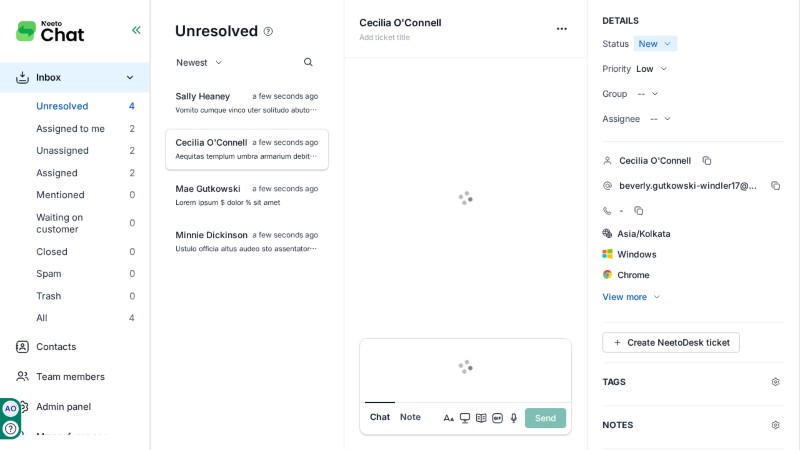 Neeto
Chat
Inbox
Unresolved 4
Assigned to me 2
Unassigned 2
Assigned 2
Mentioned 0
Waiting on
customer 0
Closed 0
Spam 0
Trash 0
All 4
Contacts
Team members
AO
Admin panel
Unresolved
Newest
Sally Heaney a few seconds ago
Vomito cumque vinco uter solitudo abuto...
Cecilia O'Connell a few seconds ago
Aequitas templum umbra armarium debit...
Mae Gutkowski a few seconds ago
Lorem ipsum $ dolor % sit amet
Minnie Dickinson a few seconds ago
Ustulo officia altus audeo sto assentator...
Cecilia O'Connell
Add ticket title
Chat Note
GIF
Send
DETAILS
Status New
Priority Low
Group --
Assignee --
Cecilia O'Connell
beverly.gutkowski-windler17@...
-
Asia/Kolkata
Windows
Chrome
View more
+ Create NeetoDesk ticket
TAGS
NOTES